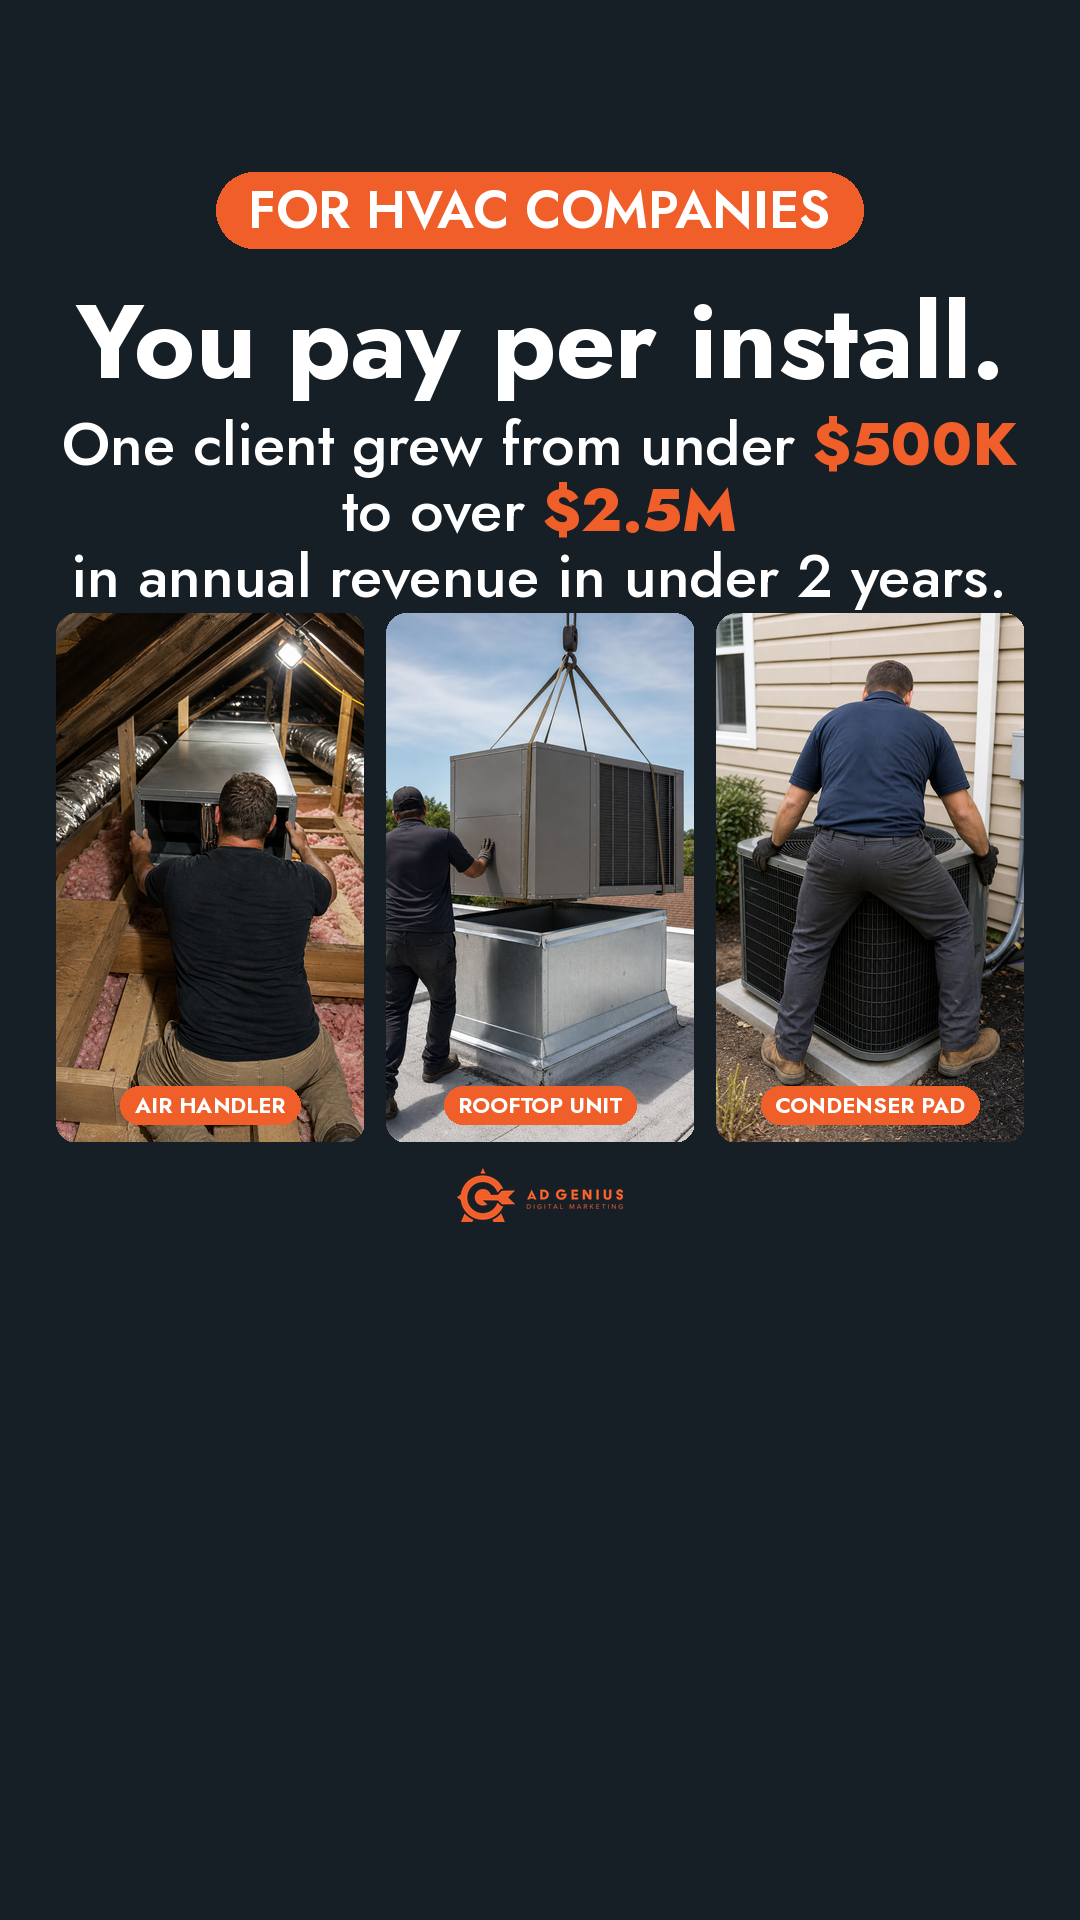 FOR HVAC COMPANIES
You pay per install.
One client grew from under $500K
to over $2.5M
in annual revenue in under 2 years.
AIR HANDLER
ROOFTOP UNIT
CONDENSER PAD
AD GENIUS
DIGITAL MARKETING